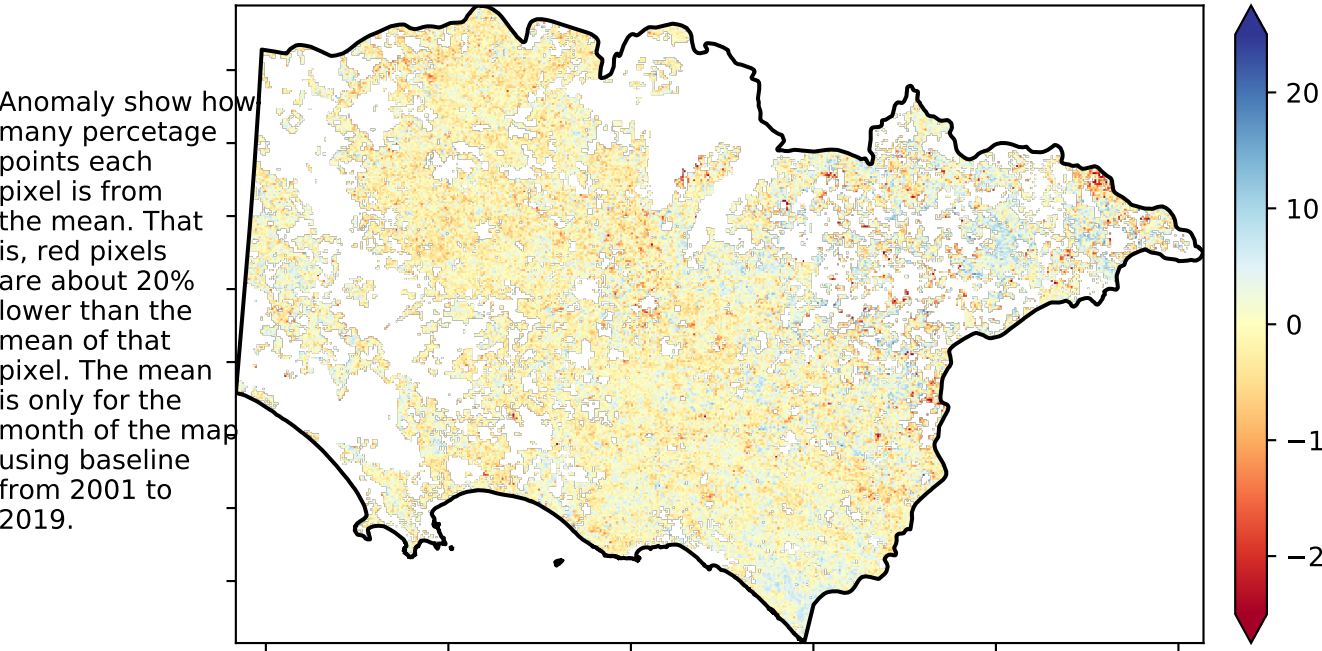 Anomaly show how
many percetage
points each
pixel is from
the mean. That
is, red pixels
are about 20%
lower than the
mean of that
pixel. The mean
is only for the
month of the map
using baseline
from 2001 to
2019.
20
10
0
−1
−2